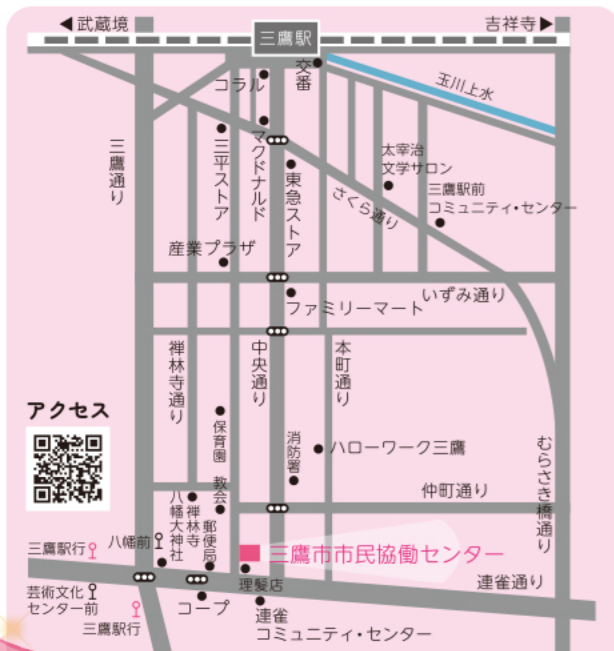 ◀武蔵境
吉祥寺▶
三鷹駅
交番
コラル
玉川上水
三鷹通り
三平ストア
マクドナルド
東急ストア
太宰治
文学サロン
さくら通り
三鷹駅前
コミュニティ・センター
産業プラザ
いずみ通り
ファミリーマート
禅林寺通り
中央通り
本町通り
アクセス
保育園
消防署
ハローワーク三鷹
むらさき橋通り
教会
仲町通り
八幡大神社
禅林寺
郵便局
三鷹駅行
八幡前
三鷹市市民協働センター
理髪店
連雀通り
芸術文化
センター前
コープ
連雀
コミュニティ・センター
三鷹駅行